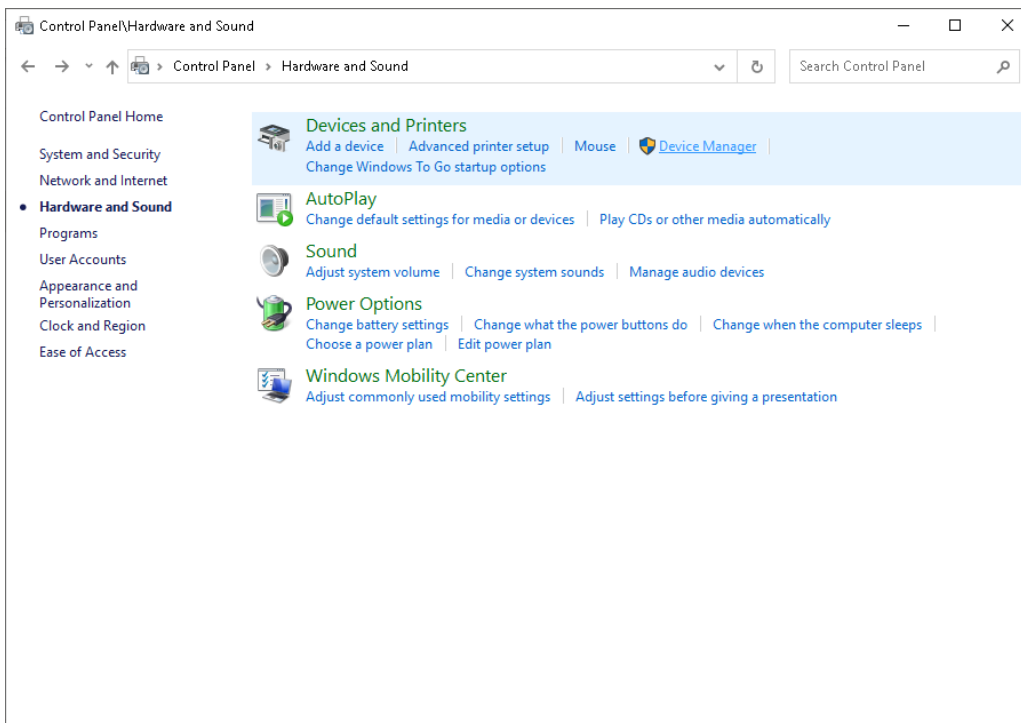 Control Panel\Hardware and Sound
Control Panel > Hardware and Sound
Search Control Panel
Control Panel Home
System and Security
Network and Internet
Hardware and Sound
Programs
User Accounts
Appearance and
Personalization
Clock and Region
Ease of Access
Devices and Printers
Add a device | Advanced printer setup | Mouse | Device Manager |
Change Windows To Go startup options
AutoPlay
Change default settings for media or devices | Play CDs or other media automatically
Sound
Adjust system volume | Change system sounds | Manage audio devices
Power Options
Change battery settings | Change what the power buttons do | Change when the computer sleeps |
Choose a power plan | Edit power plan
Windows Mobility Center
Adjust commonly used mobility settings | Adjust settings before giving a presentation